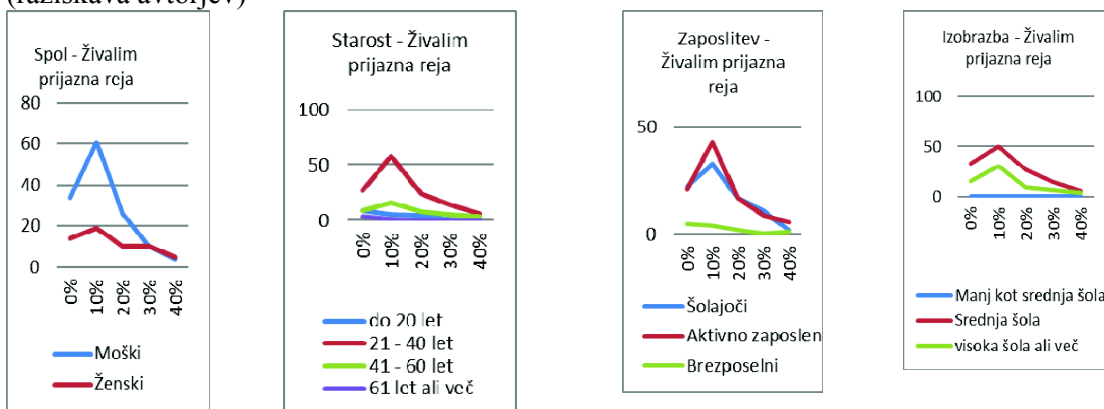 (raziskava avtorjev)
Spol - Živalim
prijazna reja
80
60
40
20
0
0%
10%
20%
30%
40%
Moški
Ženski
Starost - Živalim
prijazna reja
100
50
0
0%
10%
20%
30%
40%
do 20 let
21 - 40 let
41 - 60 let
61 let ali več
Zaposlitev -
Živalim prijazna
reja
50
0
0%
10%
20%
30%
40%
Šolajoči
Aktivno zaposlen
Brezposelni
Izobrazba - Živalim
prijazna reja
100
50
0
0%
10%
20%
30%
40%
Manj kot srednja šola
Srednja šola
visoka šola ali več